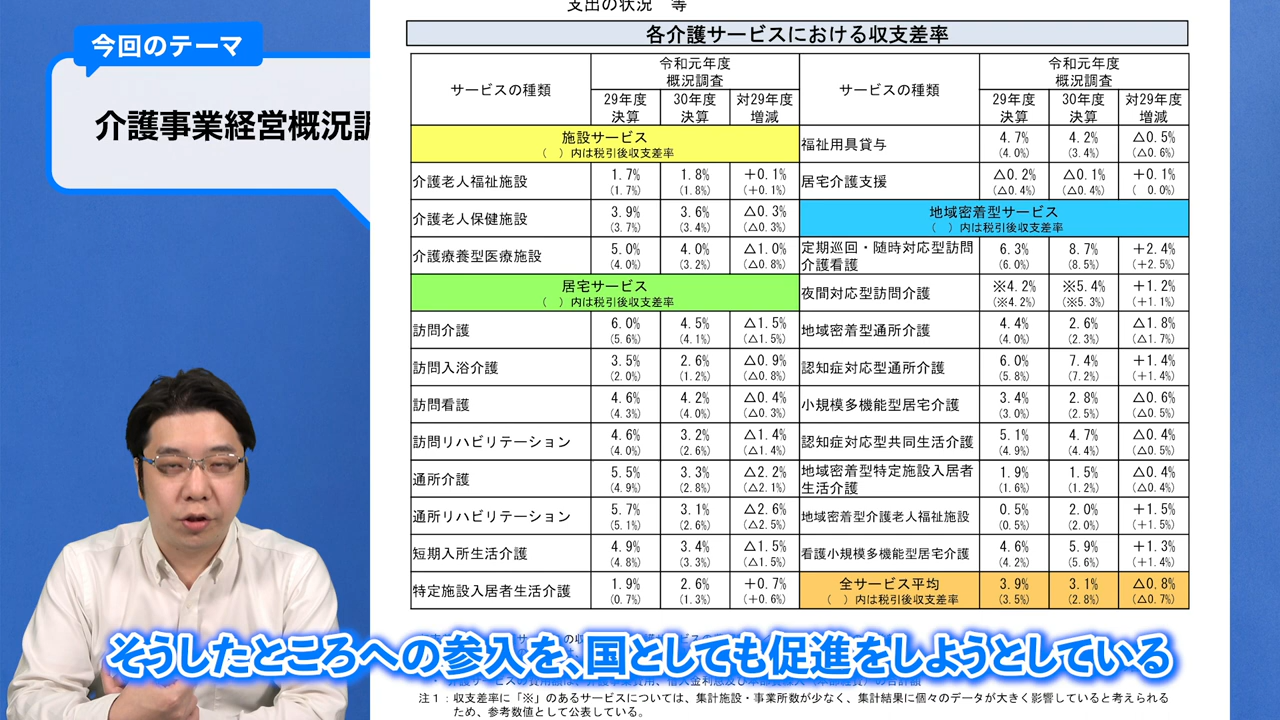 支出の状況 等
今回のテーマ
介護事業経営概況調
各介護サービスにおける収支差率
サービスの種類 令和元年度 概況調査 サービスの種類 令和元年度 概況調査
29年度 決算 30年度 決算 対29年度 増減 29年度 決算 30年度 決算 対29年度 増減
施設サービス
( )内は税引後収支差率
福祉用具貸与 4.7% 4.2% △0.5%
(4.0%) (3.4%) (△0.6%)
介護老人福祉施設 1.7% 1.8% +0.1% 居宅介護支援 △0.2% △0.1% +0.1%
(1.7%) (1.8%) (+0.1%) (△0.4%) (△0.4%) ( 0.0%)
介護老人保健施設 3.9% 3.6% △0.3% 地域密着型サービス
(3.7%) (3.4%) (△0.3%) ( )内は税引後収支差率
介護療養型医療施設 5.0% 4.0% △1.0% 定期巡回・随時対応型訪問介護看護 6.3% 8.7% +2.4%
(4.0%) (3.2%) (△0.8%) (6.0%) (8.5%) (+2.5%)
居宅サービス 夜間対応型訪問介護 ※4.2% ※5.4% +1.2%
( )内は税引後収支差率 (※4.2%) (※5.3%) (+1.1%)
訪問介護 6.0% 4.5% △1.5% 地域密着型通所介護 4.4% 2.6% △1.8%
(5.6%) (4.1%) (△1.5%) (4.0%) (2.3%) (△1.7%)
訪問入浴介護 3.5% 2.6% △0.9% 認知症対応型通所介護 6.0% 7.4% +1.4%
(2.0%) (1.2%) (△0.8%) (5.8%) (7.2%) (+1.4%)
訪問看護 4.6% 4.2% △0.4% 小規模多機能型居宅介護 3.4% 2.8% △0.6%
(4.3%) (4.0%) (△0.3%) (3.0%) (2.5%) (△0.5%)
訪問リハビリテーション 4.6% 3.2% △1.4% 認知症対応型共同生活介護 5.1% 4.7% △0.4%
(4.0%) (2.6%) (△1.4%) (4.9%) (4.4%) (△0.5%)
通所介護 5.5% 3.3% △2.2% 地域密着型特定施設入居者生活介護 1.9% 1.5% △0.4%
(4.9%) (2.8%) (△2.1%) (1.6%) (1.2%) (△0.4%)
通所リハビリテーション 5.7% 3.1% △2.6% 地域密着型介護老人福祉施設 0.5% 2.0% +1.5%
(5.1%) (2.6%) (△2.5%) (0.5%) (2.0%) (+1.5%)
短期入所生活介護 4.9% 3.4% △1.5% 看護小規模多機能型居宅介護 4.6% 5.9% +1.3%
(4.8%) (3.3%) (△1.5%) (4.2%) (5.6%) (+1.4%)
特定施設入居者生活介護 1.9% 2.6% +0.7% 全サービス平均 3.9% 3.1% △0.8%
(0.7%) (1.3%) (+0.6%) ( )内は税引後収支差率 (3.5%) (2.8%) (△0.7%)
そうしたところへの参入を、国としても促進をしようとしている
注1:収支差率に「※」のあるサービスについては、集計施設・事業所数が少なく、集計結果に個々のデータが大きく影響していると考えられる
ため、参考数値として公表している。